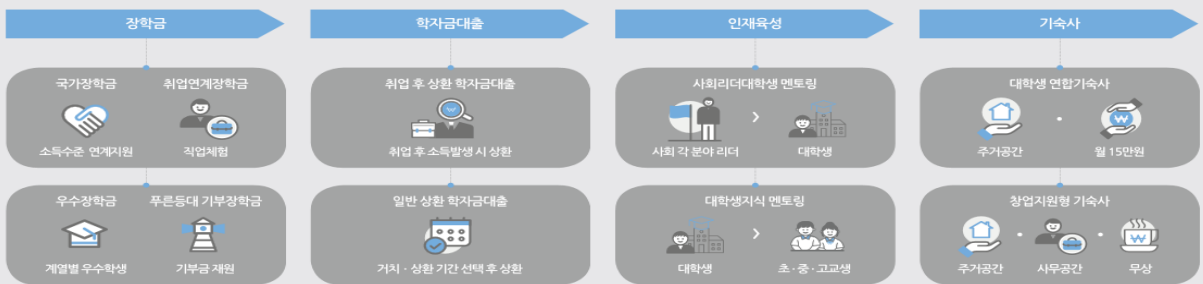 장학금
국가장학금 취업연계장학금
소득수준 연계지원 직업체험
우수장학금 푸른등대 기부장학금
계열별 우수학생 기부금 재원
학자금대출
취업 후 상환 학자금대출
취업 후 소득발생 시 상환
일반 상환 학자금대출
거치 · 상환 기간 선택 후 상환
인재육성
사회리더대학생 멘토링
사회 각 분야 리더 > 대학생
대학생지식 멘토링
대학생 > 초 · 중 · 고교생
기숙사
대학생 연합기숙사
주거공간 · 월 15만원
창업지원형 기숙사
주거공간 · 사무공간 · 무상